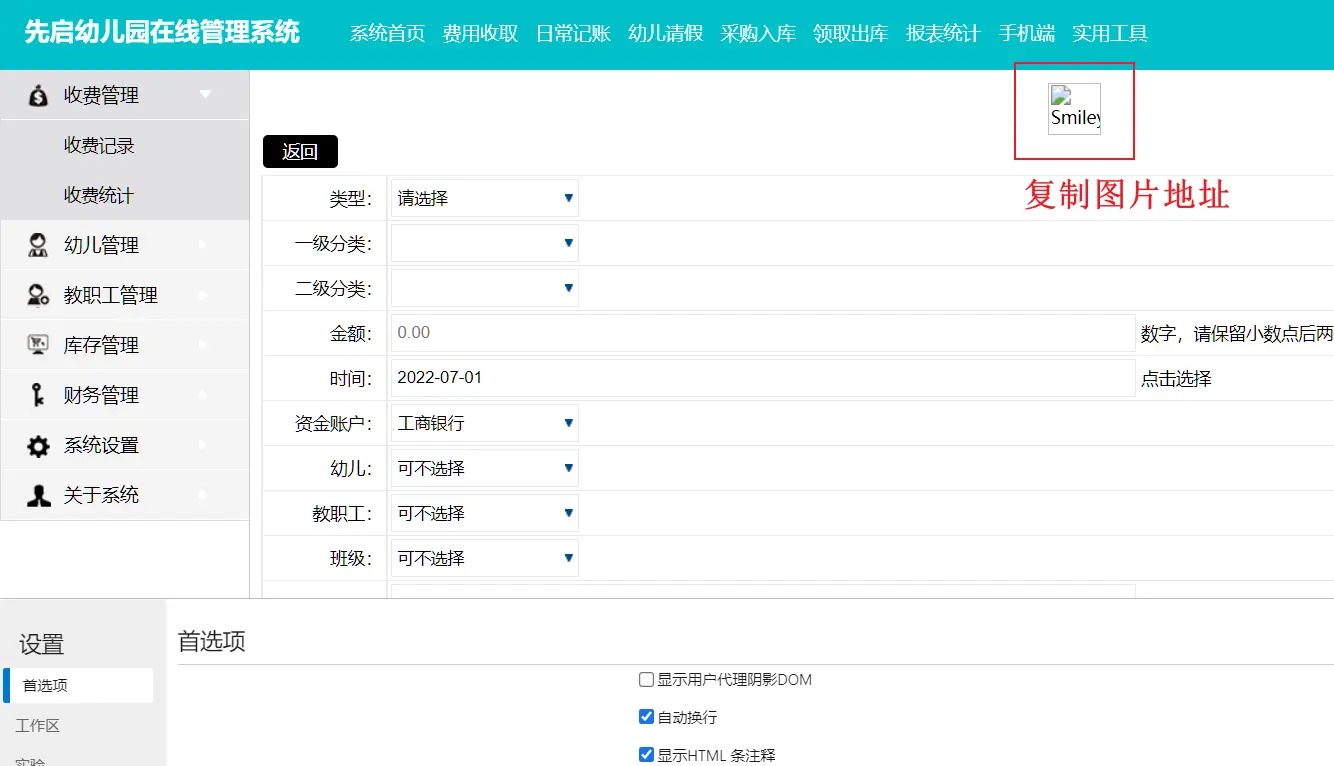 先启幼儿园在线管理系统
系统首页 费用收取 日常记账 幼儿请假 采购入库 领取出库 报表统计 手机端 实用工具
收费管理
收费记录
收费统计
幼儿管理
教职工管理
库存管理
财务管理
系统设置
关于系统
Smiley
复制图片地址
返回
类型: 请选择
一级分类:
二级分类:
金额: 0.00 数字，请保留小数点后两
时间: 2022-07-01 点击选择
资金账户: 工商银行
幼儿: 可不选择
教职工: 可不选择
班级: 可不选择
设置
首选项
工作区
实验
首选项
显示用户代理阴影DOM
自动换行
显示HTML 条注释